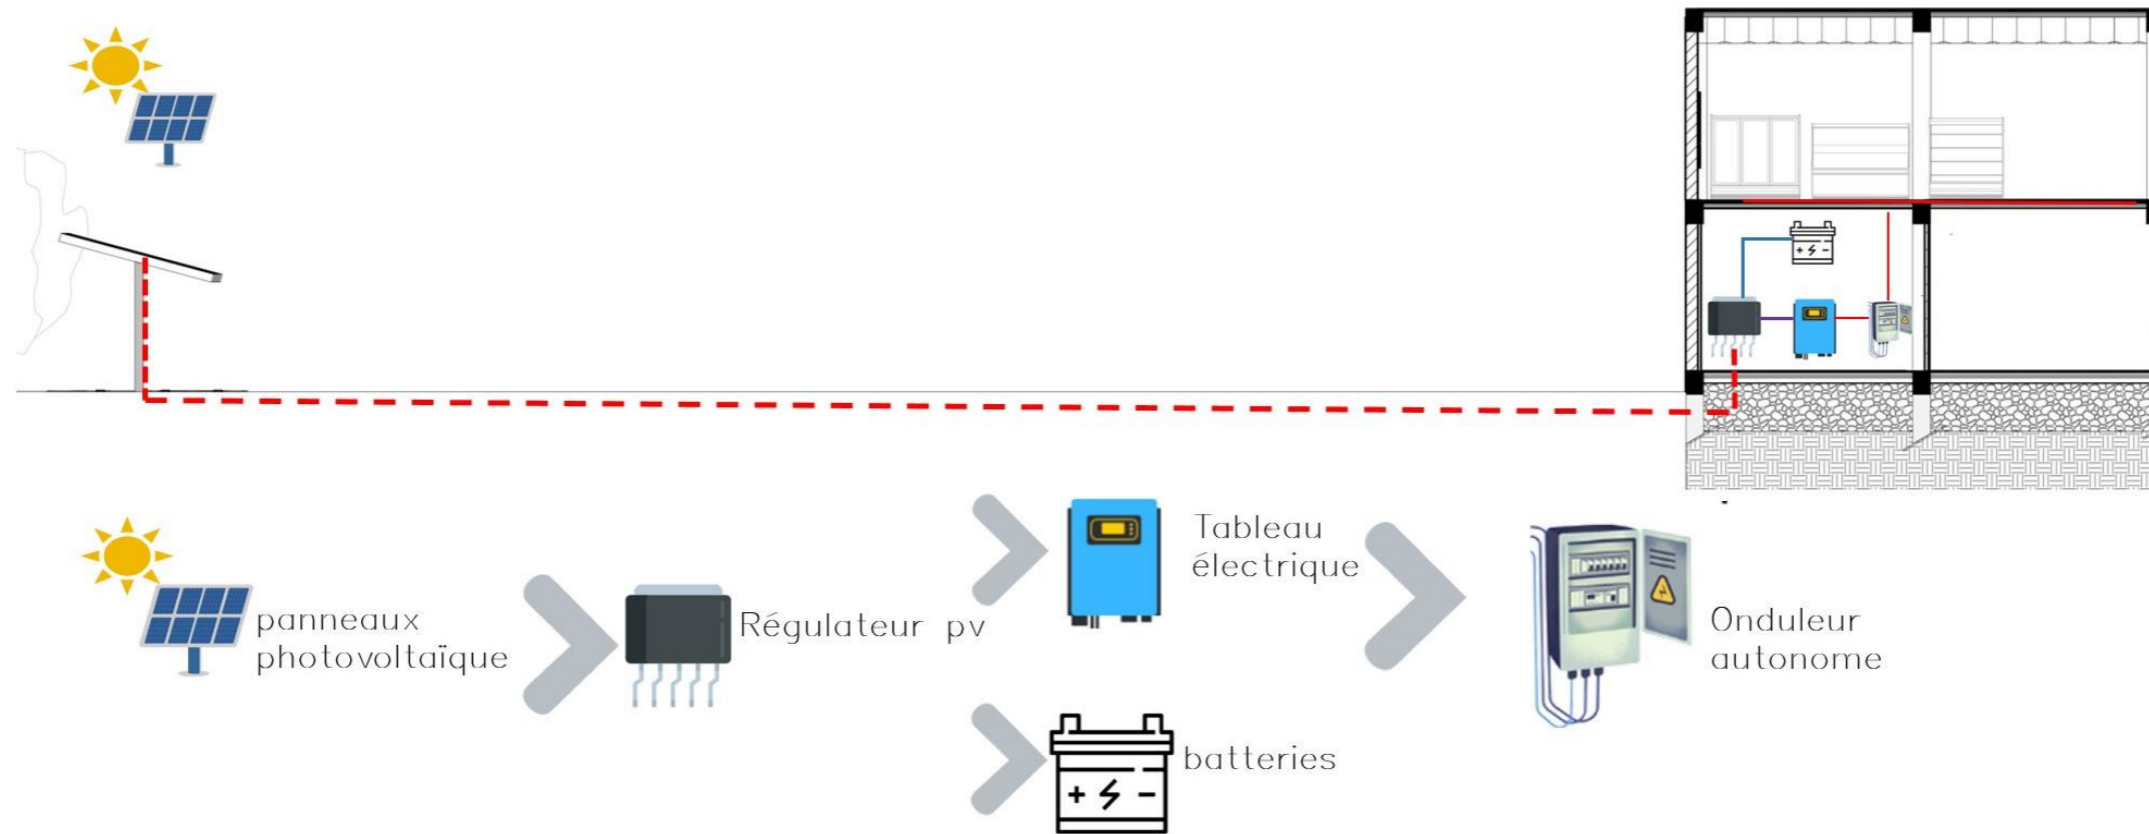 panneaux
photovoltaïque
Régulateur pv
Tableau
électrique
batteries
Onduleur
autonome